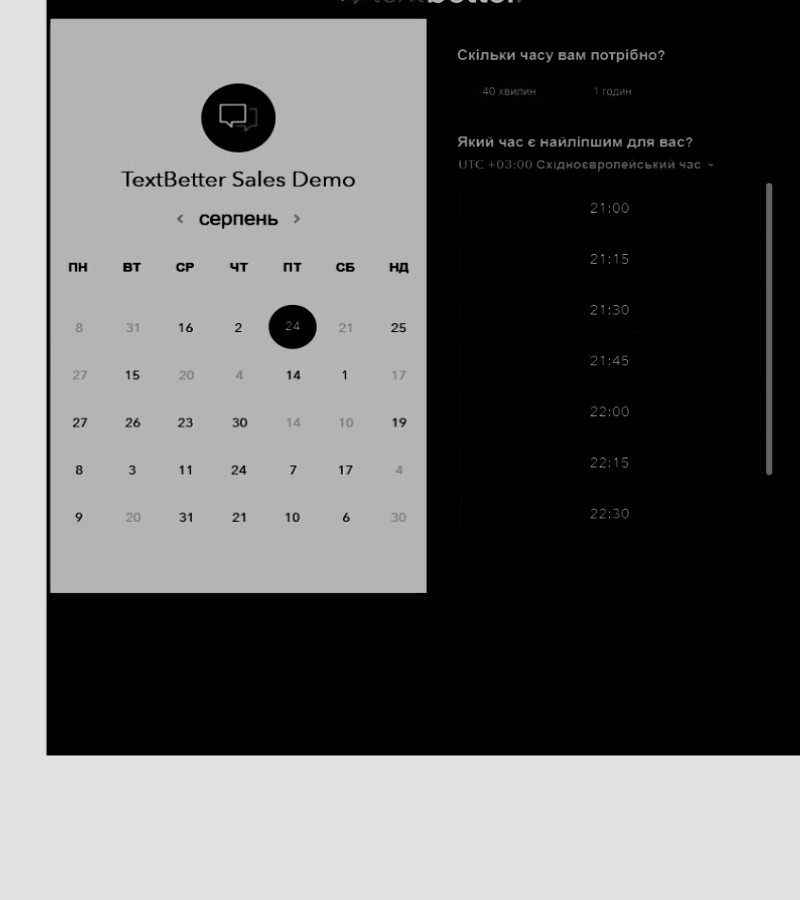 textbetter.
TextBetter Sales Demo
< серпень >
ПН ВТ СР ЧТ ПТ СБ НД
8 31 16 2 24 21 25
27 15 20 4 14 1 17
27 26 23 30 14 10 19
8 3 11 24 7 17 4
9 20 31 21 10 6 30
Скільки часу вам потрібно?
40 хвилин 1 годин
Який час є найліпшим для вас?
UTC +03:00 Східноєвропейський час
21:00
21:15
21:30
21:45
22:00
22:15
22:30